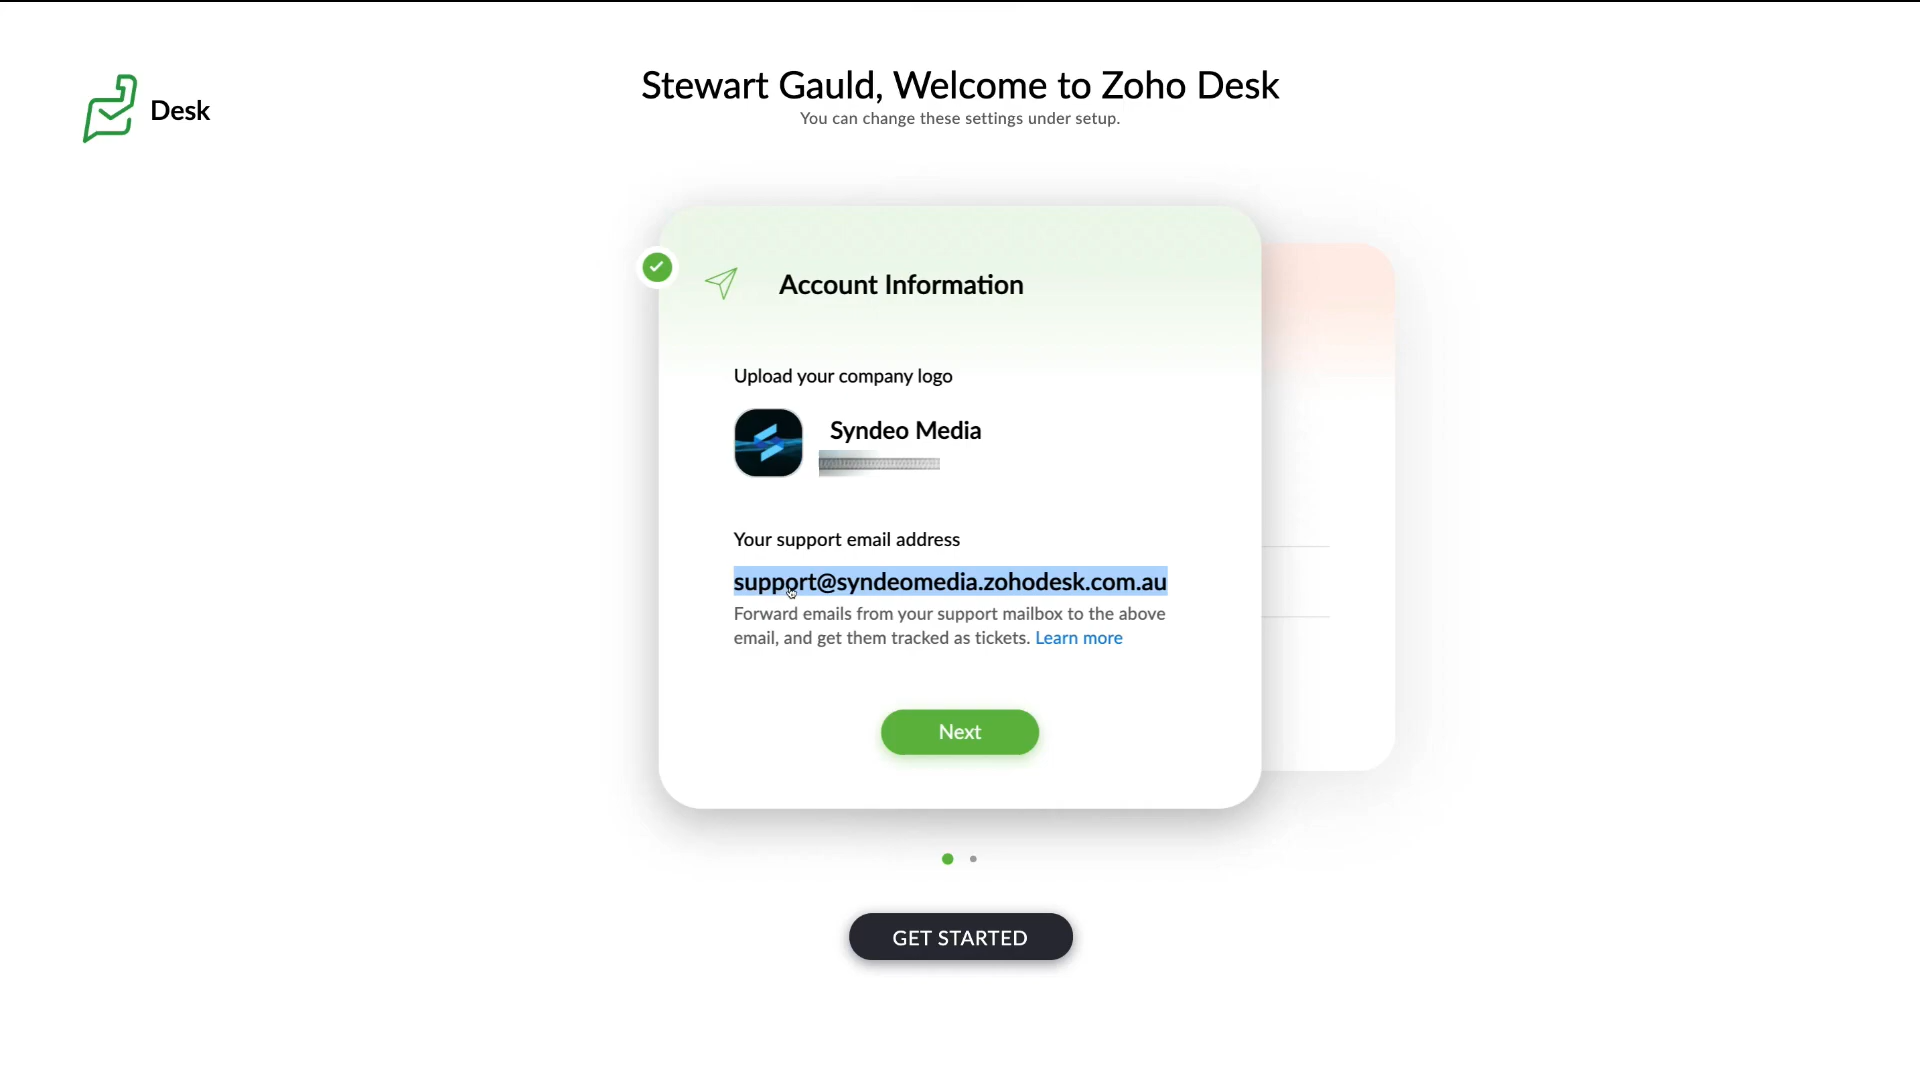 Desk
Stewart Gauld, Welcome to Zoho Desk
You can change these settings under setup.
Account Information
Upload your company logo
Syndeo Media
Your support email address
support@syndeomedia.zohodesk.com.au
Forward emails from your support mailbox to the above
email, and get them tracked as tickets. Learn more
Next
GET STARTED